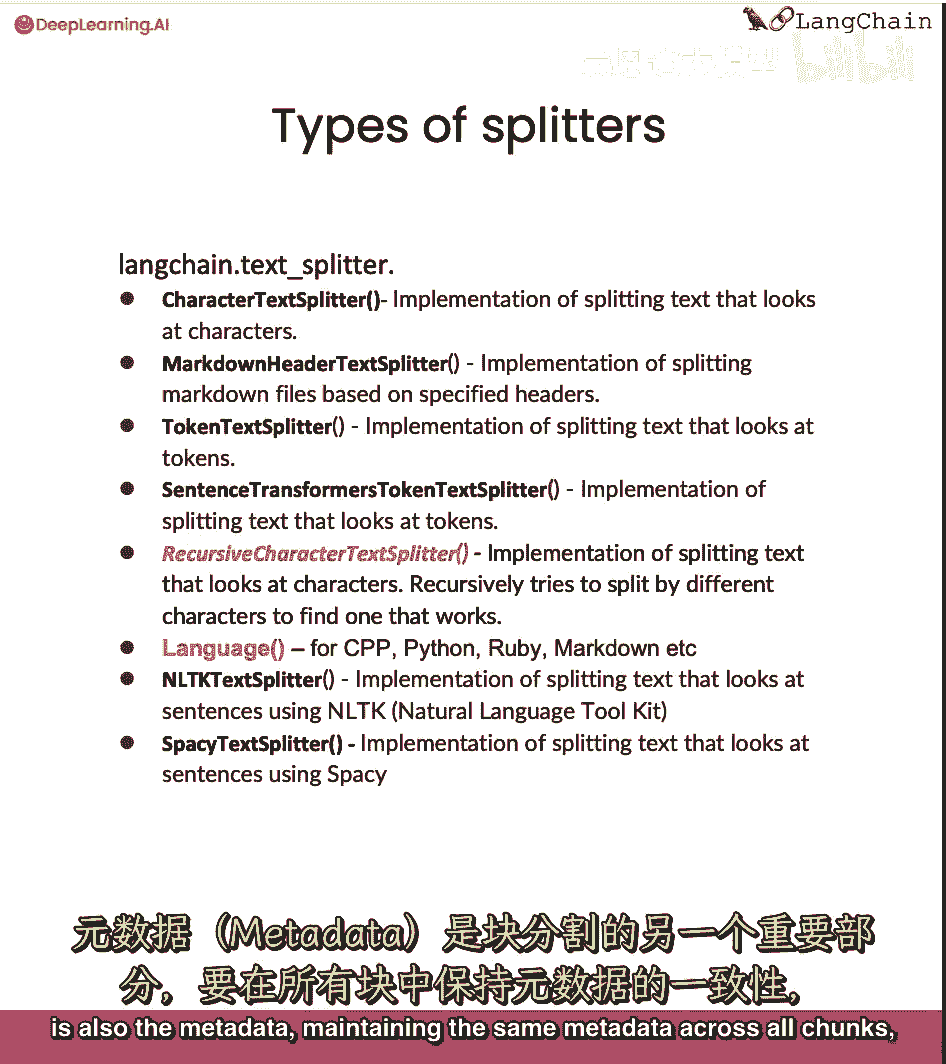 DeepLearning.AI
LangChain
Types of splitters
langchain.text_splitter.
● CharacterTextSplitter()- Implementation of splitting text that looks
at characters.
● MarkdownHeaderTextSplitter() - Implementation of splitting
markdown files based on specified headers.
● TokenTextSplitter() - Implementation of splitting text that looks at
tokens.
● SentenceTransformersTokenTextSplitter() - Implementation of
splitting text that looks at tokens.
● RecursiveCharacterTextSplitter() - Implementation of splitting text
that looks at characters. Recursively tries to split by different
characters to find one that works.
● Language() – for CPP, Python, Ruby, Markdown etc
● NLTKTextSplitter() - Implementation of splitting text that looks at
sentences using NLTK (Natural Language Tool Kit)
● SpacyTextSplitter() - Implementation of splitting text that looks at
sentences using Spacy
元数据（Metadata）是块分割的另一个重要部
分，要在所有块中保持元数据的一致性,
is also the metadata, maintaining the same metadata across all chunks,